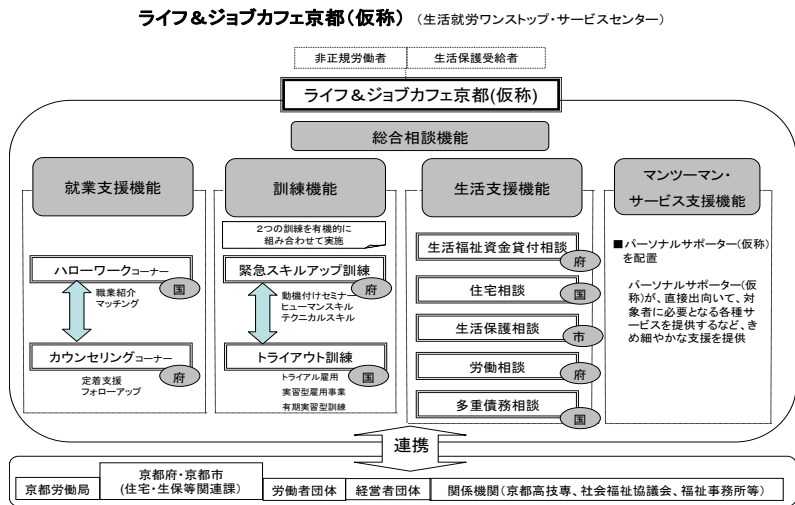 ライフ&ジョブカフェ京都(仮称) (生活就労ワンストップ・サービスセンター)
非正規労働者
生活保護受給者
ライフ&ジョブカフェ京都(仮称)
総合相談機能
就業支援機能
ハローワークコーナー
国
職業紹介
マッチング
カウンセリングコーナー
府
定着支援
フォローアップ
訓練機能
2つの訓練を有機的に
組み合わせて実施
緊急スキルアップ訓練
府
動機付けセミナー
ヒューマンスキル
テクニカルスキル
トライアウト訓練
国
トライアル雇用
実習型雇用事業
有期実習型訓練
生活支援機能
生活福祉資金貸付相談
府
住宅相談
国
生活保護相談
市
労働相談
府
多重債務相談
国
マンツーマン・
サービス支援機能
■パーソナルサポーター(仮称)
を配置
パーソナルサポーター(仮
称)が、直接出向いて、対
象者に必要となる各種サ
ービスを提供するなど、き
め細やかな支援を提供
連携
京都労働局
京都府・京都市
(住宅・生保等関連課)
労働者団体
経営者団体
関係機関(京都高技専、社会福祉協議会、福祉事務所等)